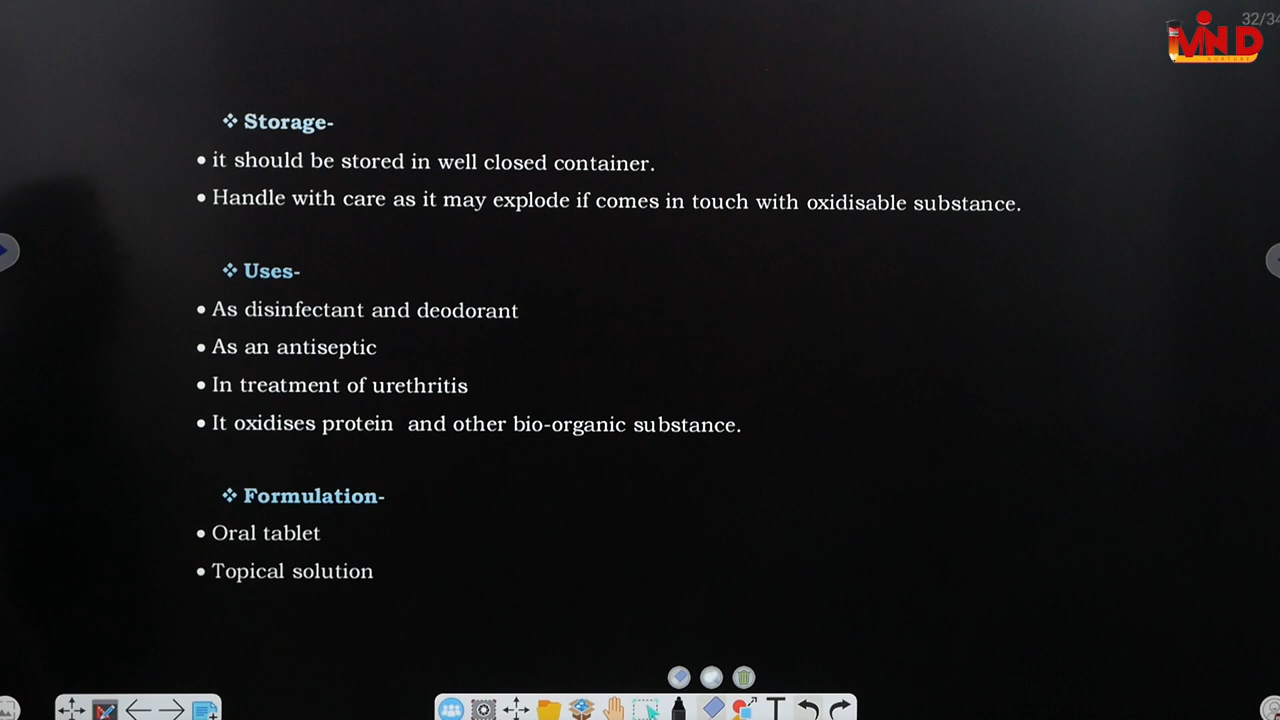 32/34
MIND
NURTURE
❖ Storage-
• it should be stored in well closed container.
• Handle with care as it may explode if comes in touch with oxidisable substance.
❖ Uses-
• As disinfectant and deodorant
• As an antiseptic
• In treatment of urethritis
• It oxidises protein and other bio-organic substance.
❖ Formulation-
• Oral tablet
• Topical solution
T